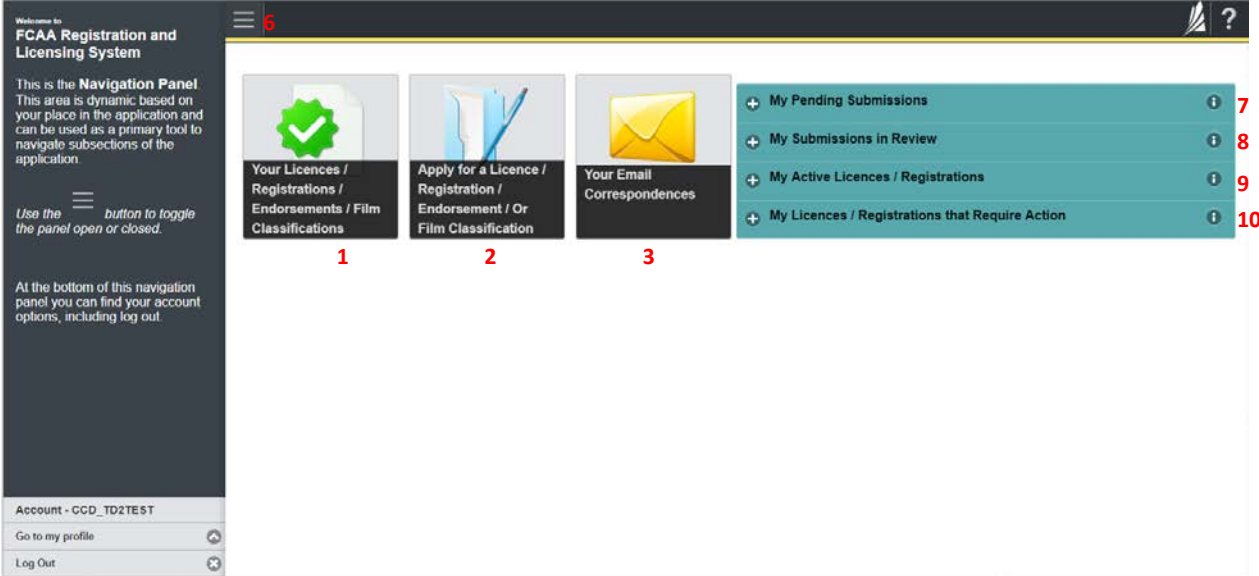 Welcome to
FCAA Registration and
Licensing System
This is the Navigation Panel.
This area is dynamic based on
your place in the application and
can be used as a primary tool to
navigate subsections of the
application.
Use the button to toggle
the panel open or closed.
At the bottom of this navigation
panel you can find your account
options, including log out.
Account - CCD_TD2TEST
Go to my profile
Log Out
6
?
Your Licences /
Registrations /
Endorsements / Film
Classifications
1
Apply for a Licence /
Registration /
Endorsement / Or
Film Classification
2
Your Email
Correspondences
3
My Pending Submissions
7
My Submissions in Review
8
My Active Licences / Registrations
9
My Licences / Registrations that Require Action
10